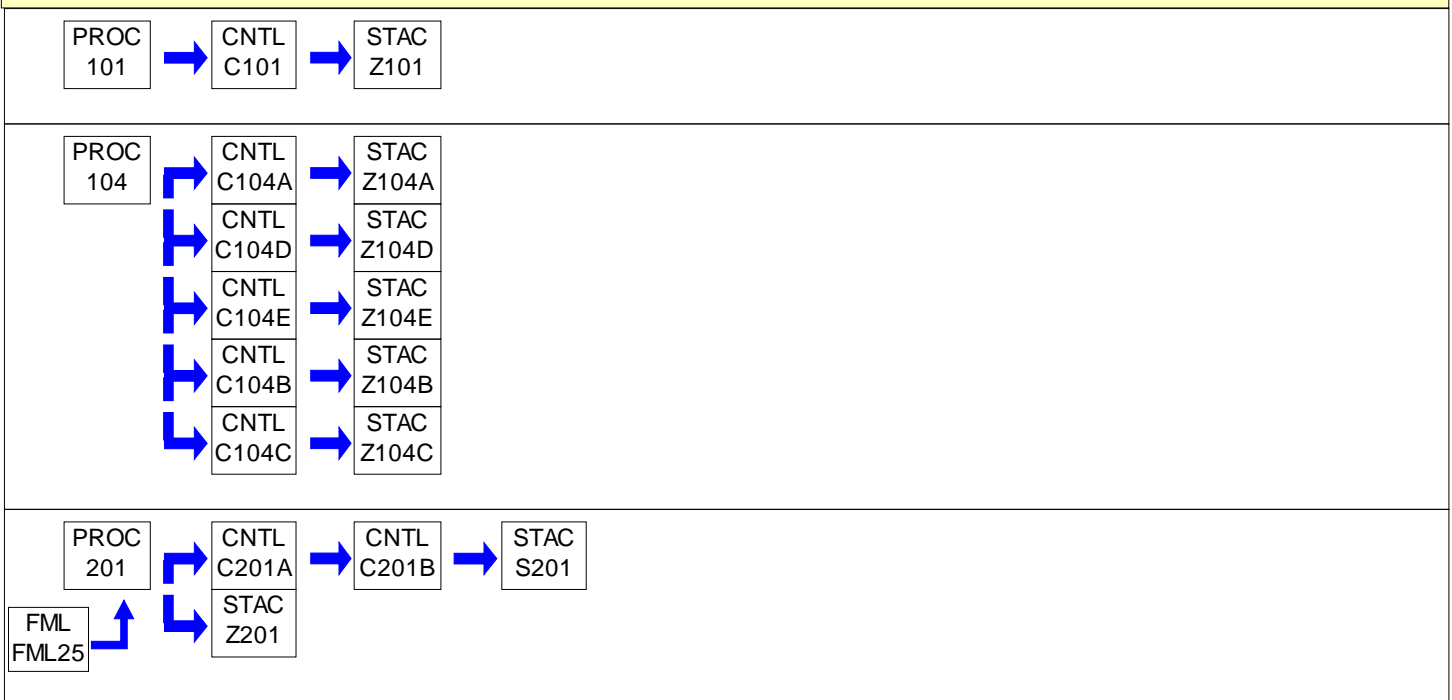 PROC
101
CNTL
C101
STAC
Z101
PROC
104
CNTL
C104A
STAC
Z104A
CNTL
C104D
STAC
Z104D
CNTL
C104E
STAC
Z104E
CNTL
C104B
STAC
Z104B
CNTL
C104C
STAC
Z104C
PROC
201
CNTL
C201A
CNTL
C201B
STAC
S201
STAC
Z201
FML
FML25